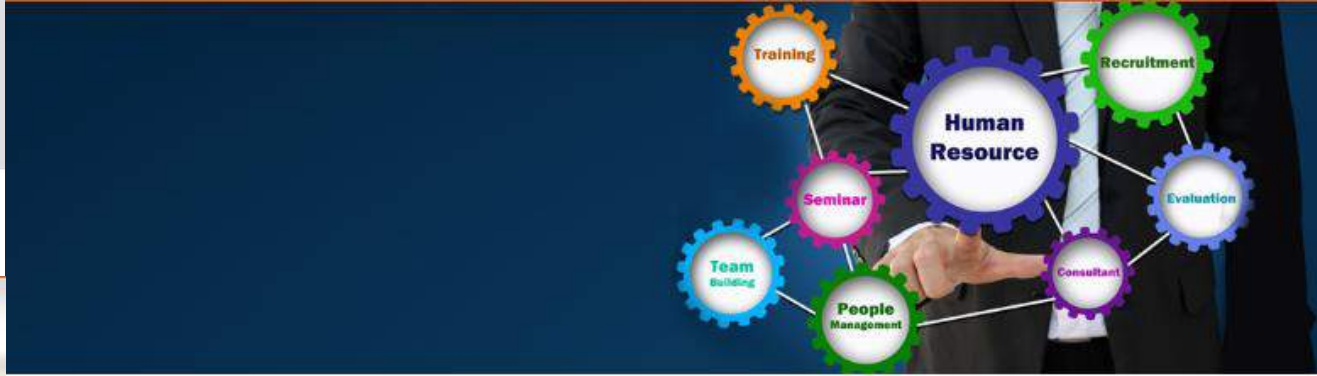 Training
Recruitment
Human
Resource
Seminar
Evaluation
Team
Building
Consultant
People
Management